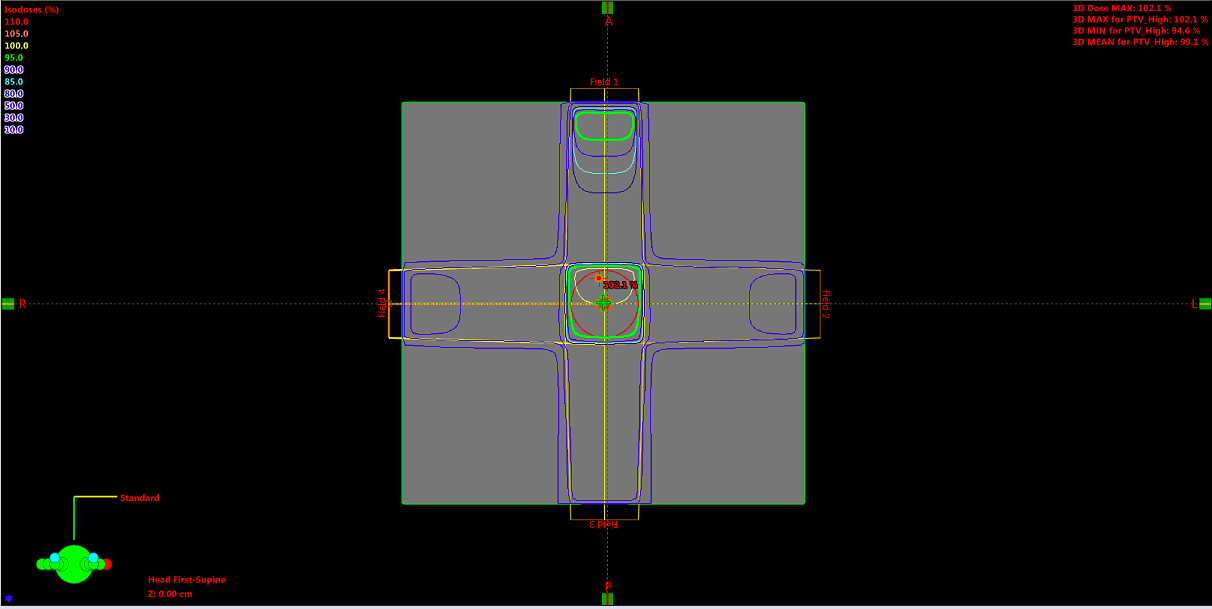 Isodoses (%)
110.0
105.0
100.0
95.0
90.0
85.0
80.0
50.0
30.0
10.0
3D Dose MAX: 102.1 %
3D MAX for PTV_High: 102.1 %
3D MIN for PTV_High: 94.6 %
3D MEAN for PTV_High: 99.1 %
A
Field 1
R
Field 4
102.1 %
Field 2
L
Field 3
P
Standard
Head First-Supine
Z: 0.00 cm